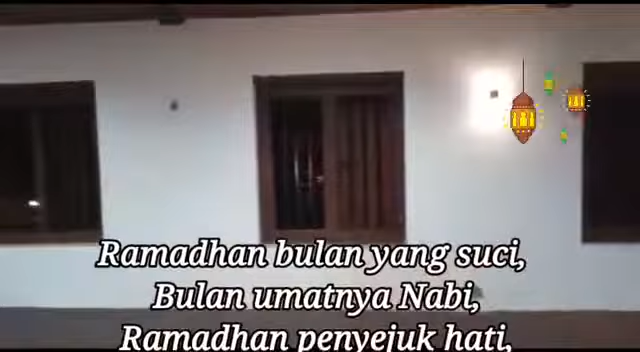 Ramadhan bulan yang suci,
Bulan umatnya Nabi,
Ramadhan penyejuk hati,